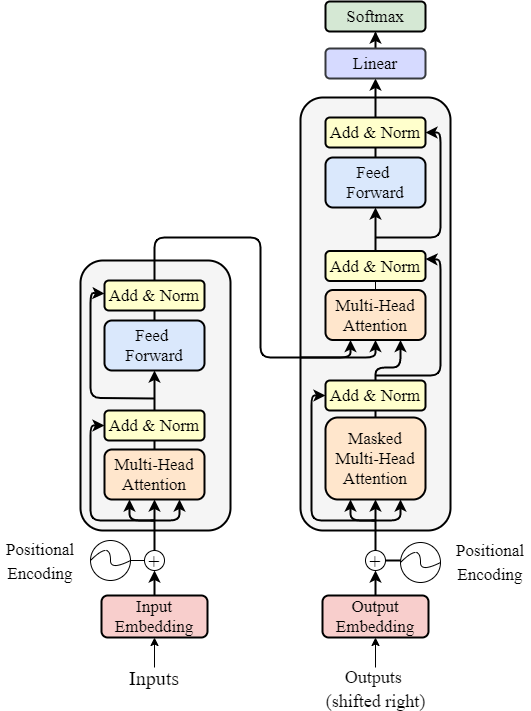 Softmax
Linear
Add & Norm
Feed
Forward
Add & Norm
Multi-Head
Attention
Add & Norm
Masked
Multi-Head
Attention
Add & Norm
Feed
Forward
Add & Norm
Multi-Head
Attention
Positional
Encoding
Positional
Encoding
Input
Embedding
Output
Embedding
Inputs
Outputs
(shifted right)